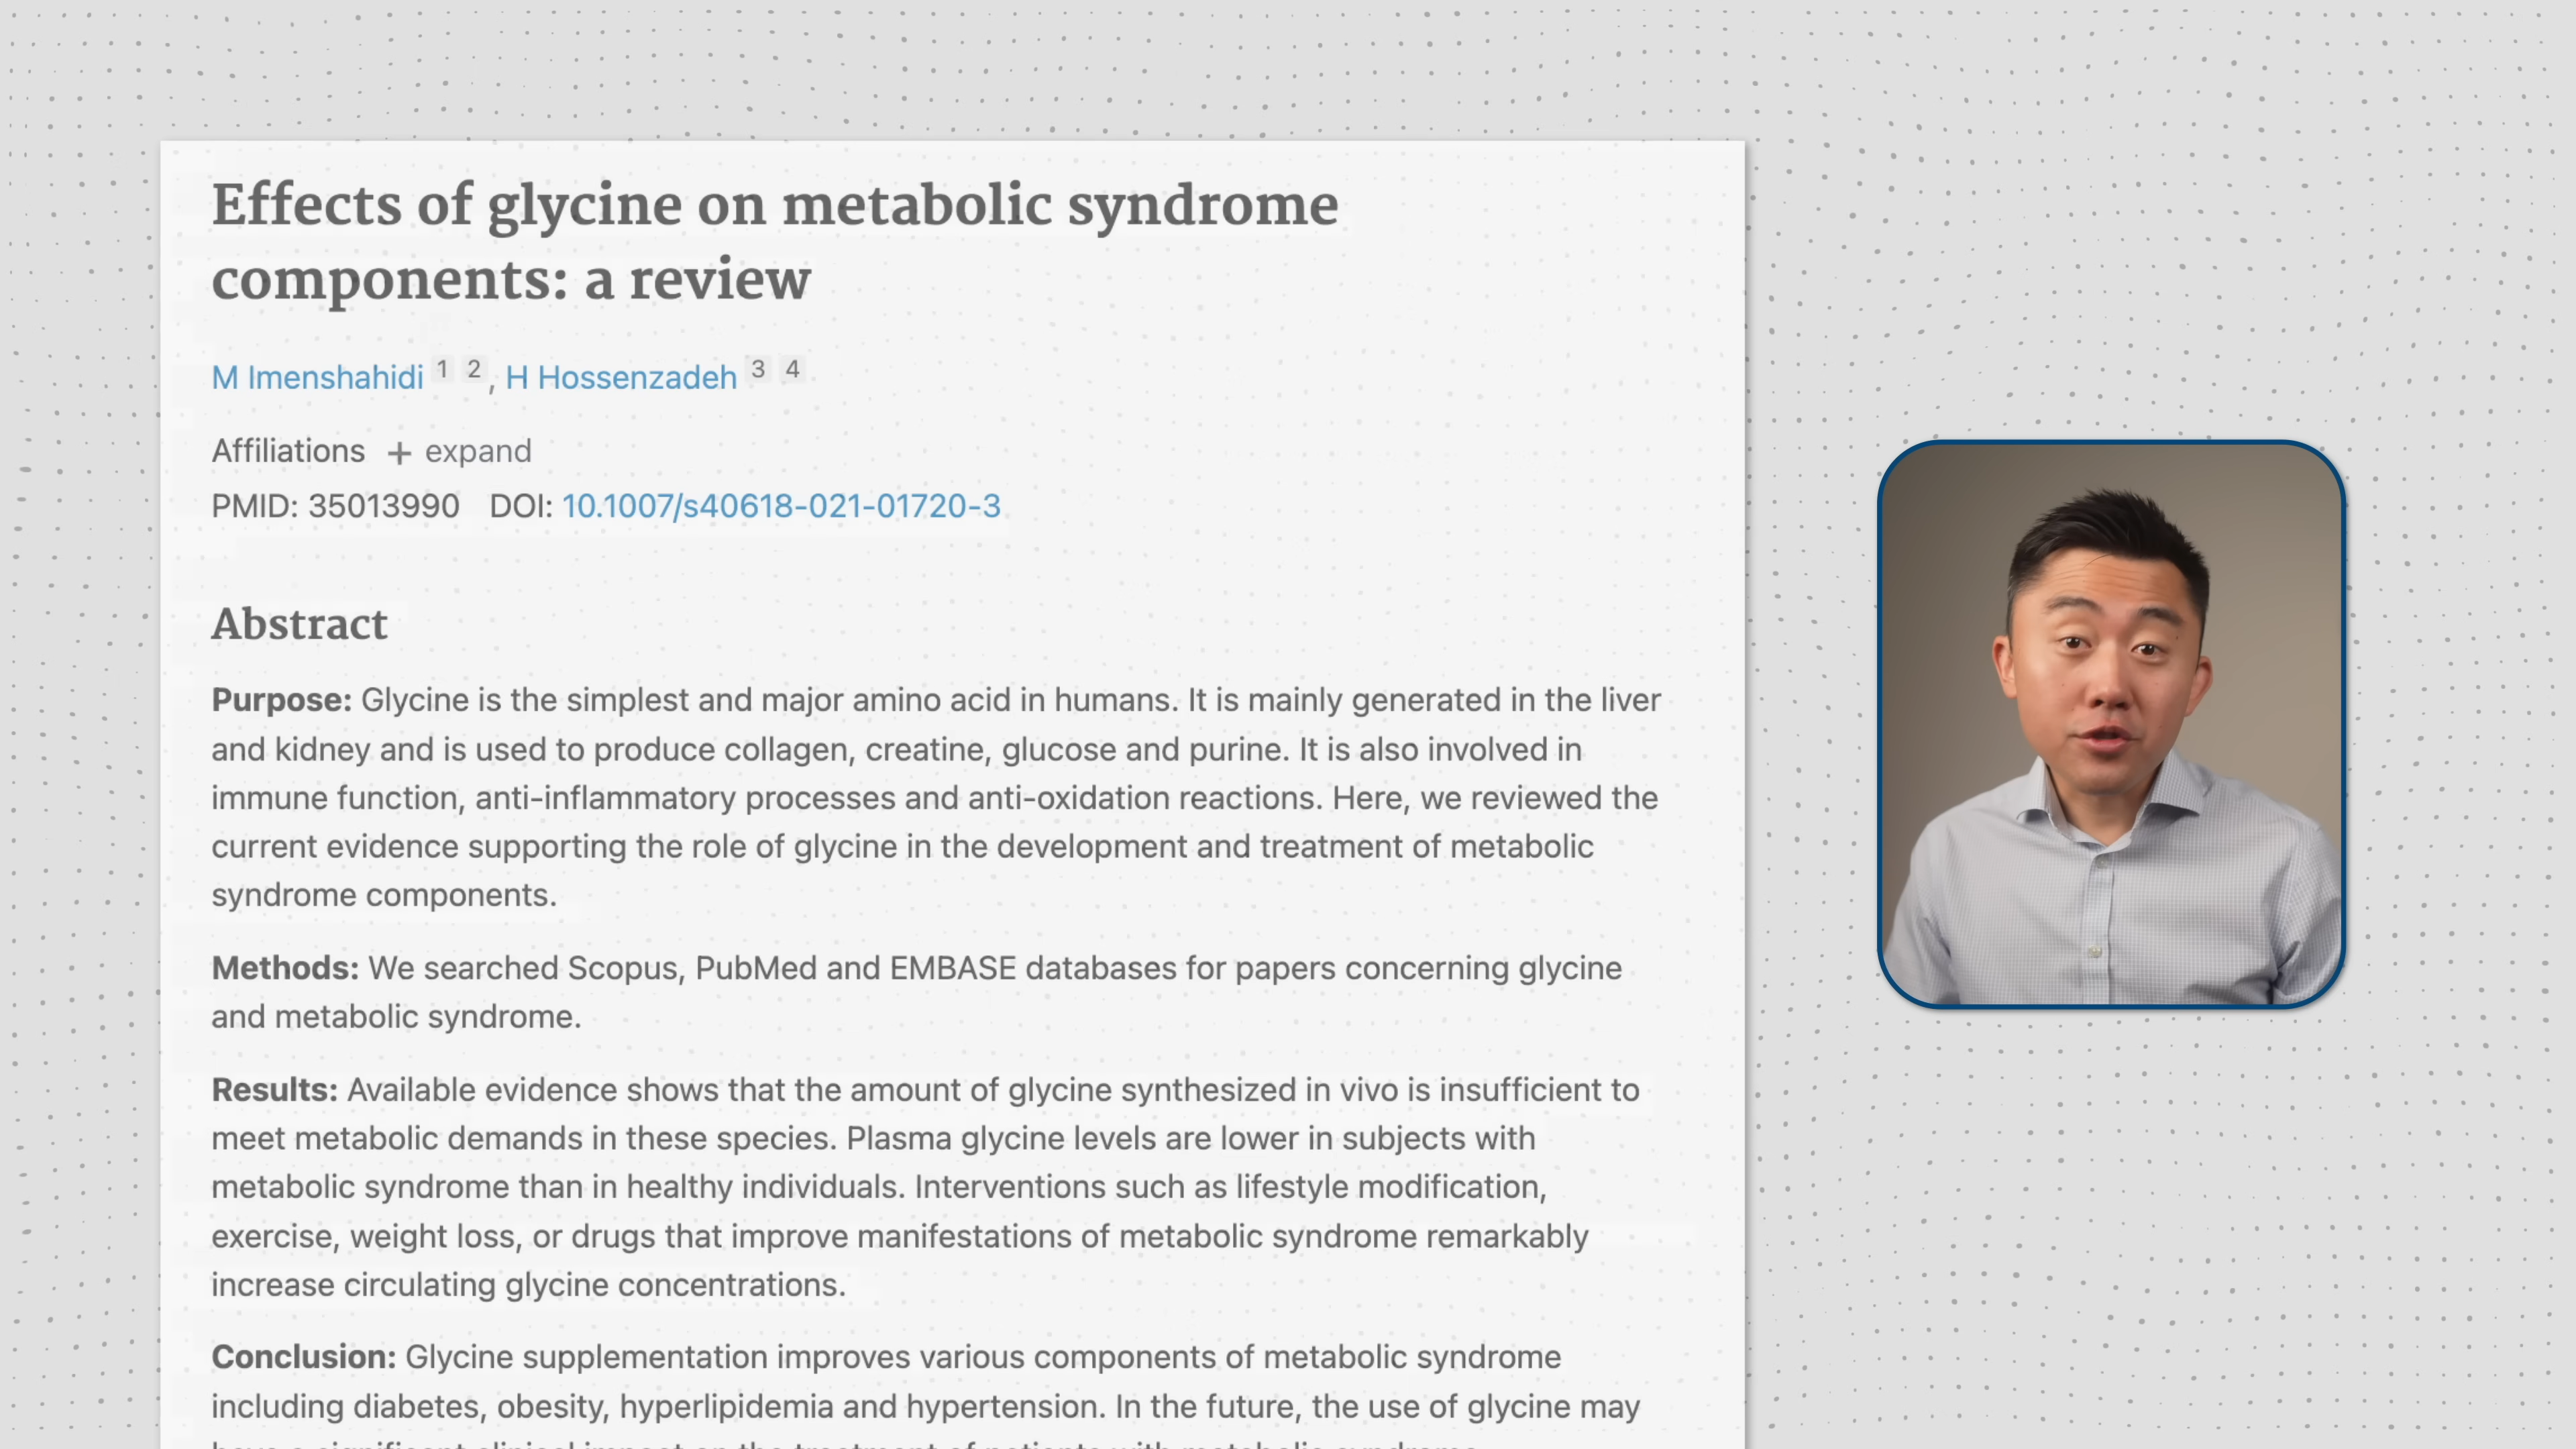 Effects of glycine on metabolic syndrome
components: a review
M Imenshahidi 1 2, H Hossenzadeh 3 4
Affiliations + expand
PMID: 35013990 DOI: 10.1007/s40618-021-01720-3
Abstract
Purpose: Glycine is the simplest and major amino acid in humans. It is mainly generated in the liver
and kidney and is used to produce collagen, creatine, glucose and purine. It is also involved in
immune function, anti-inflammatory processes and anti-oxidation reactions. Here, we reviewed the
current evidence supporting the role of glycine in the development and treatment of metabolic
syndrome components.
Methods: We searched Scopus, PubMed and EMBASE databases for papers concerning glycine
and metabolic syndrome.
Results: Available evidence shows that the amount of glycine synthesized in vivo is insufficient to
meet metabolic demands in these species. Plasma glycine levels are lower in subjects with
metabolic syndrome than in healthy individuals. Interventions such as lifestyle modification,
exercise, weight loss, or drugs that improve manifestations of metabolic syndrome remarkably
increase circulating glycine concentrations.
Conclusion: Glycine supplementation improves various components of metabolic syndrome
including diabetes, obesity, hyperlipidemia and hypertension. In the future, the use of glycine may